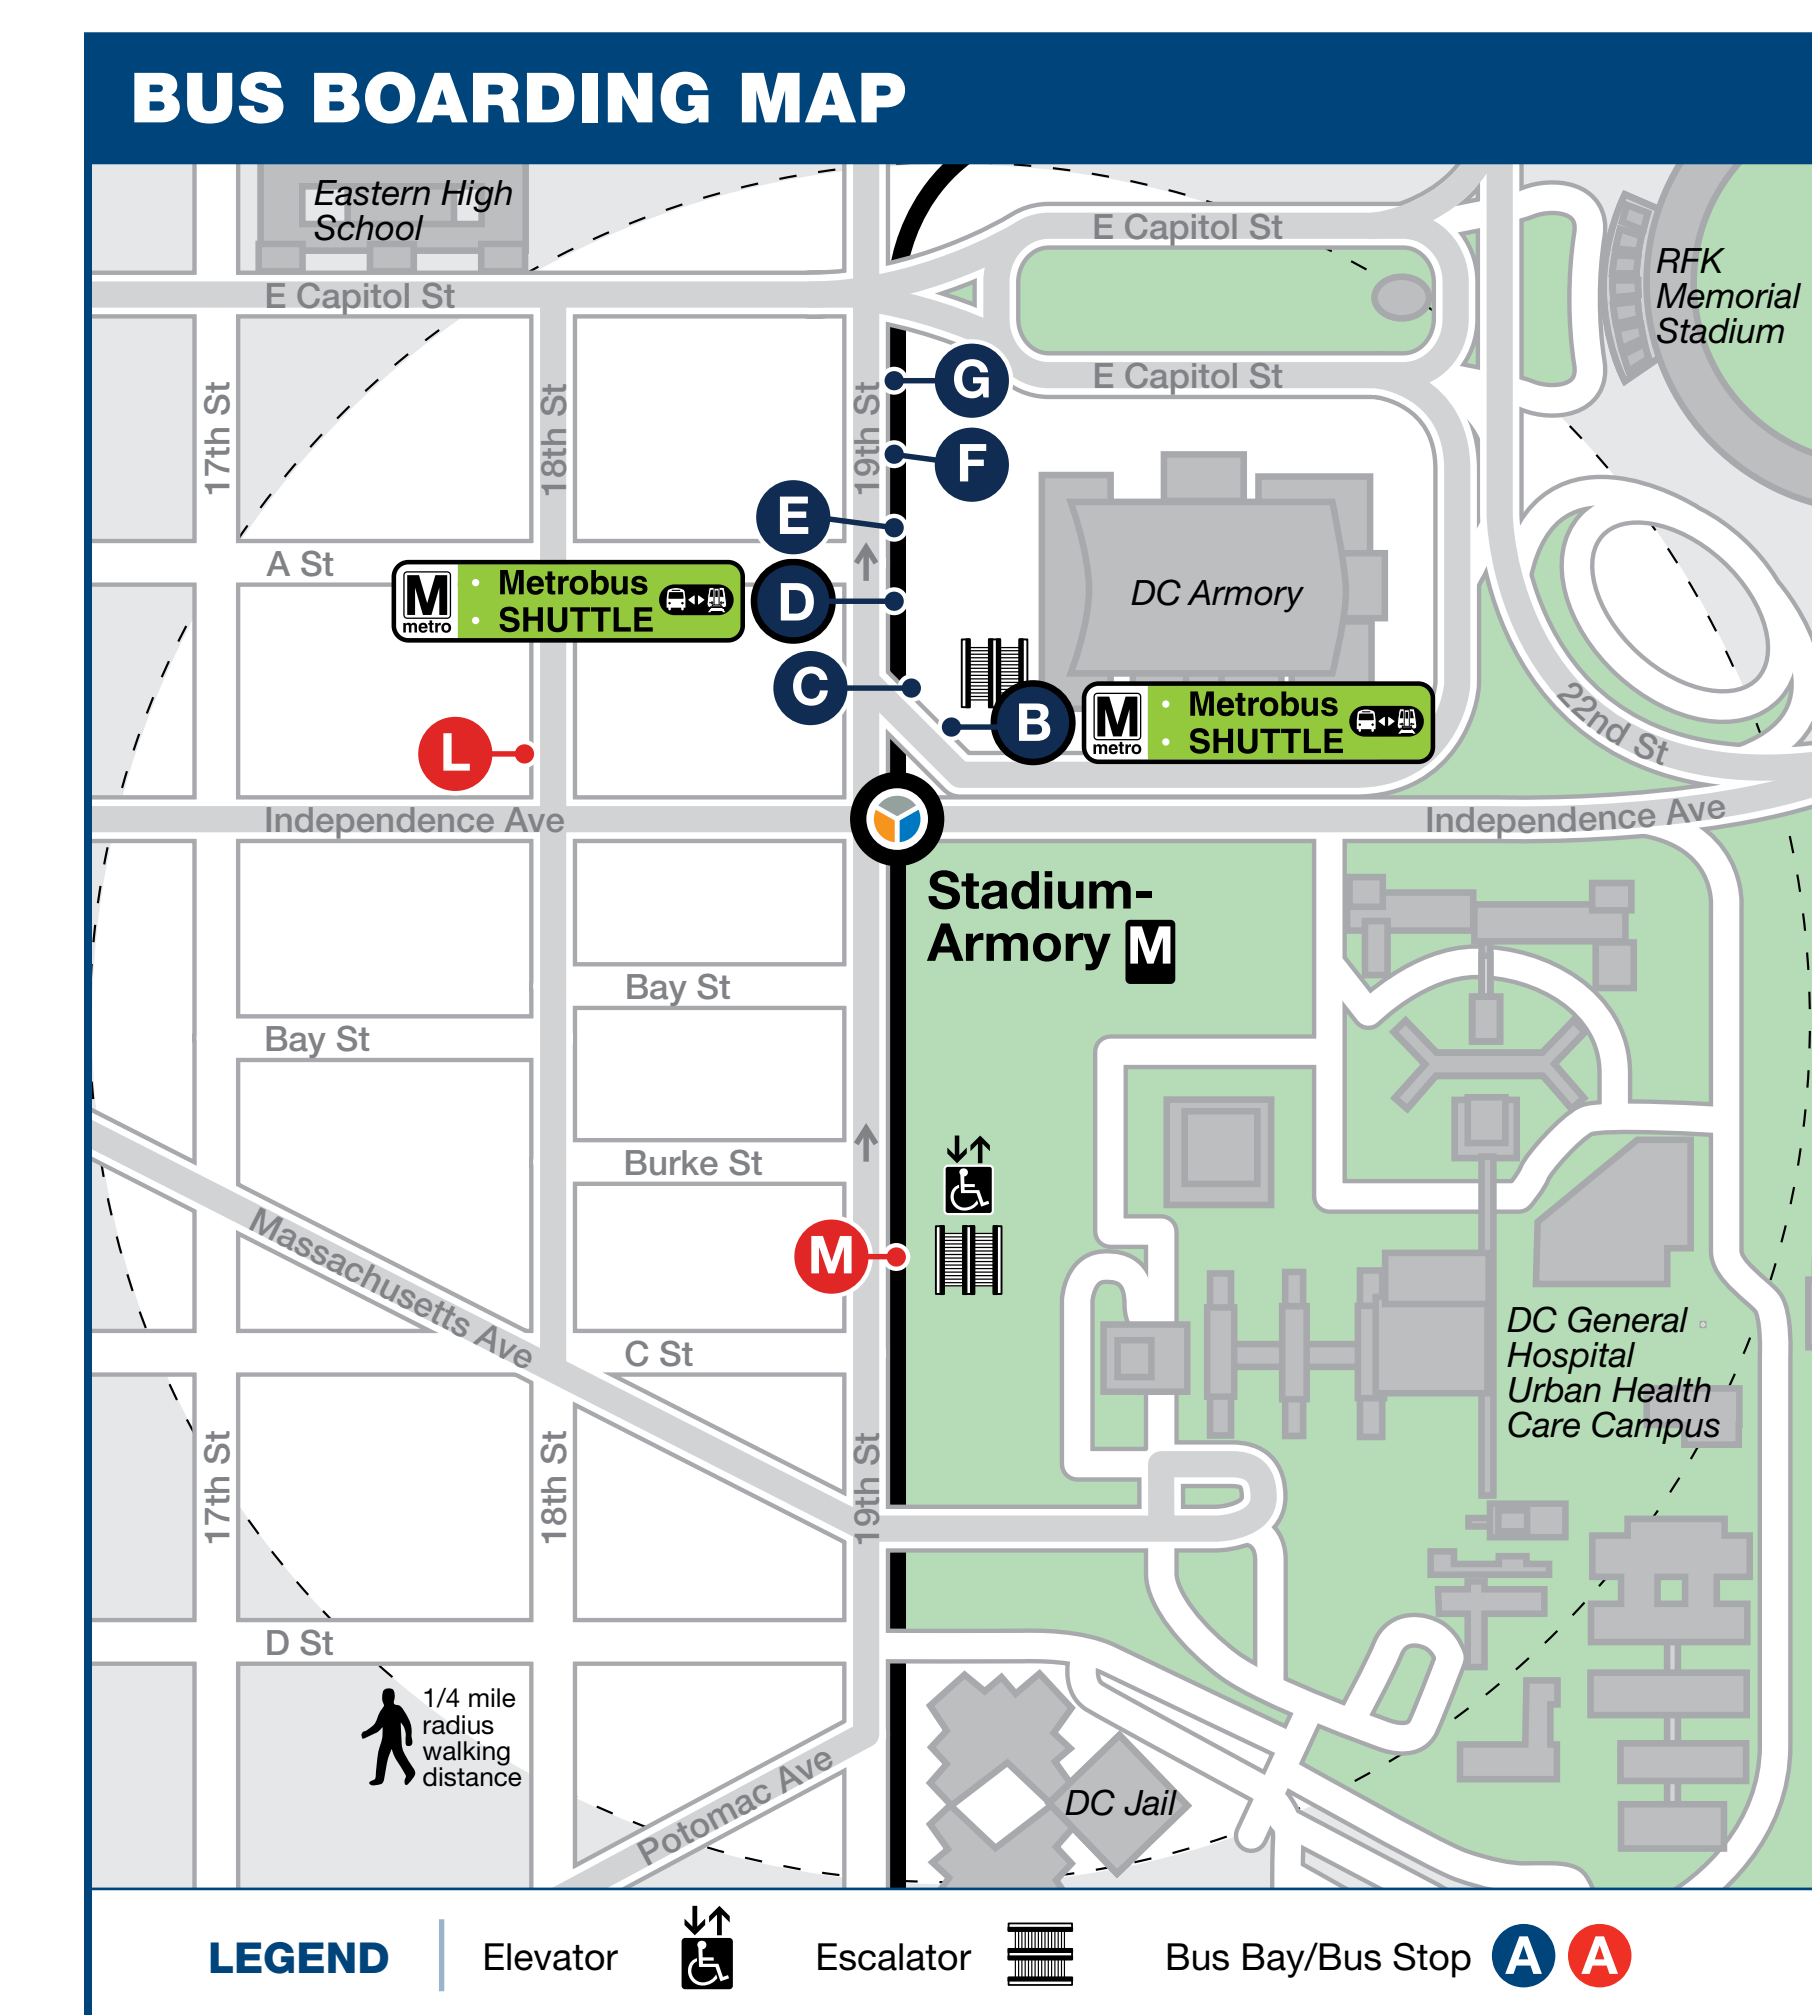 BUS BOARDING MAP
Eastern High
School
E Capitol St
E Capitol St
RFK
Memorial
Stadium
E Capitol St
17th St
18th St
19th St
G
F
E
A St
M
metro
· Metrobus
· SHUTTLE
D
DC Armory
C
B
M
metro
· Metrobus
· SHUTTLE
22nd St
L
Independence Ave
Independence Ave
Stadium-
Armory M
Bay St
Bay St
Burke St
Massachusetts Ave
M
C St
DC General
Hospital
Urban Health
Care Campus
17th St
18th St
19th St
D St
1/4 mile
radius
walking
distance
Potomac Ave
DC Jail
LEGEND
Elevator
Escalator
Bus Bay/Bus Stop A A